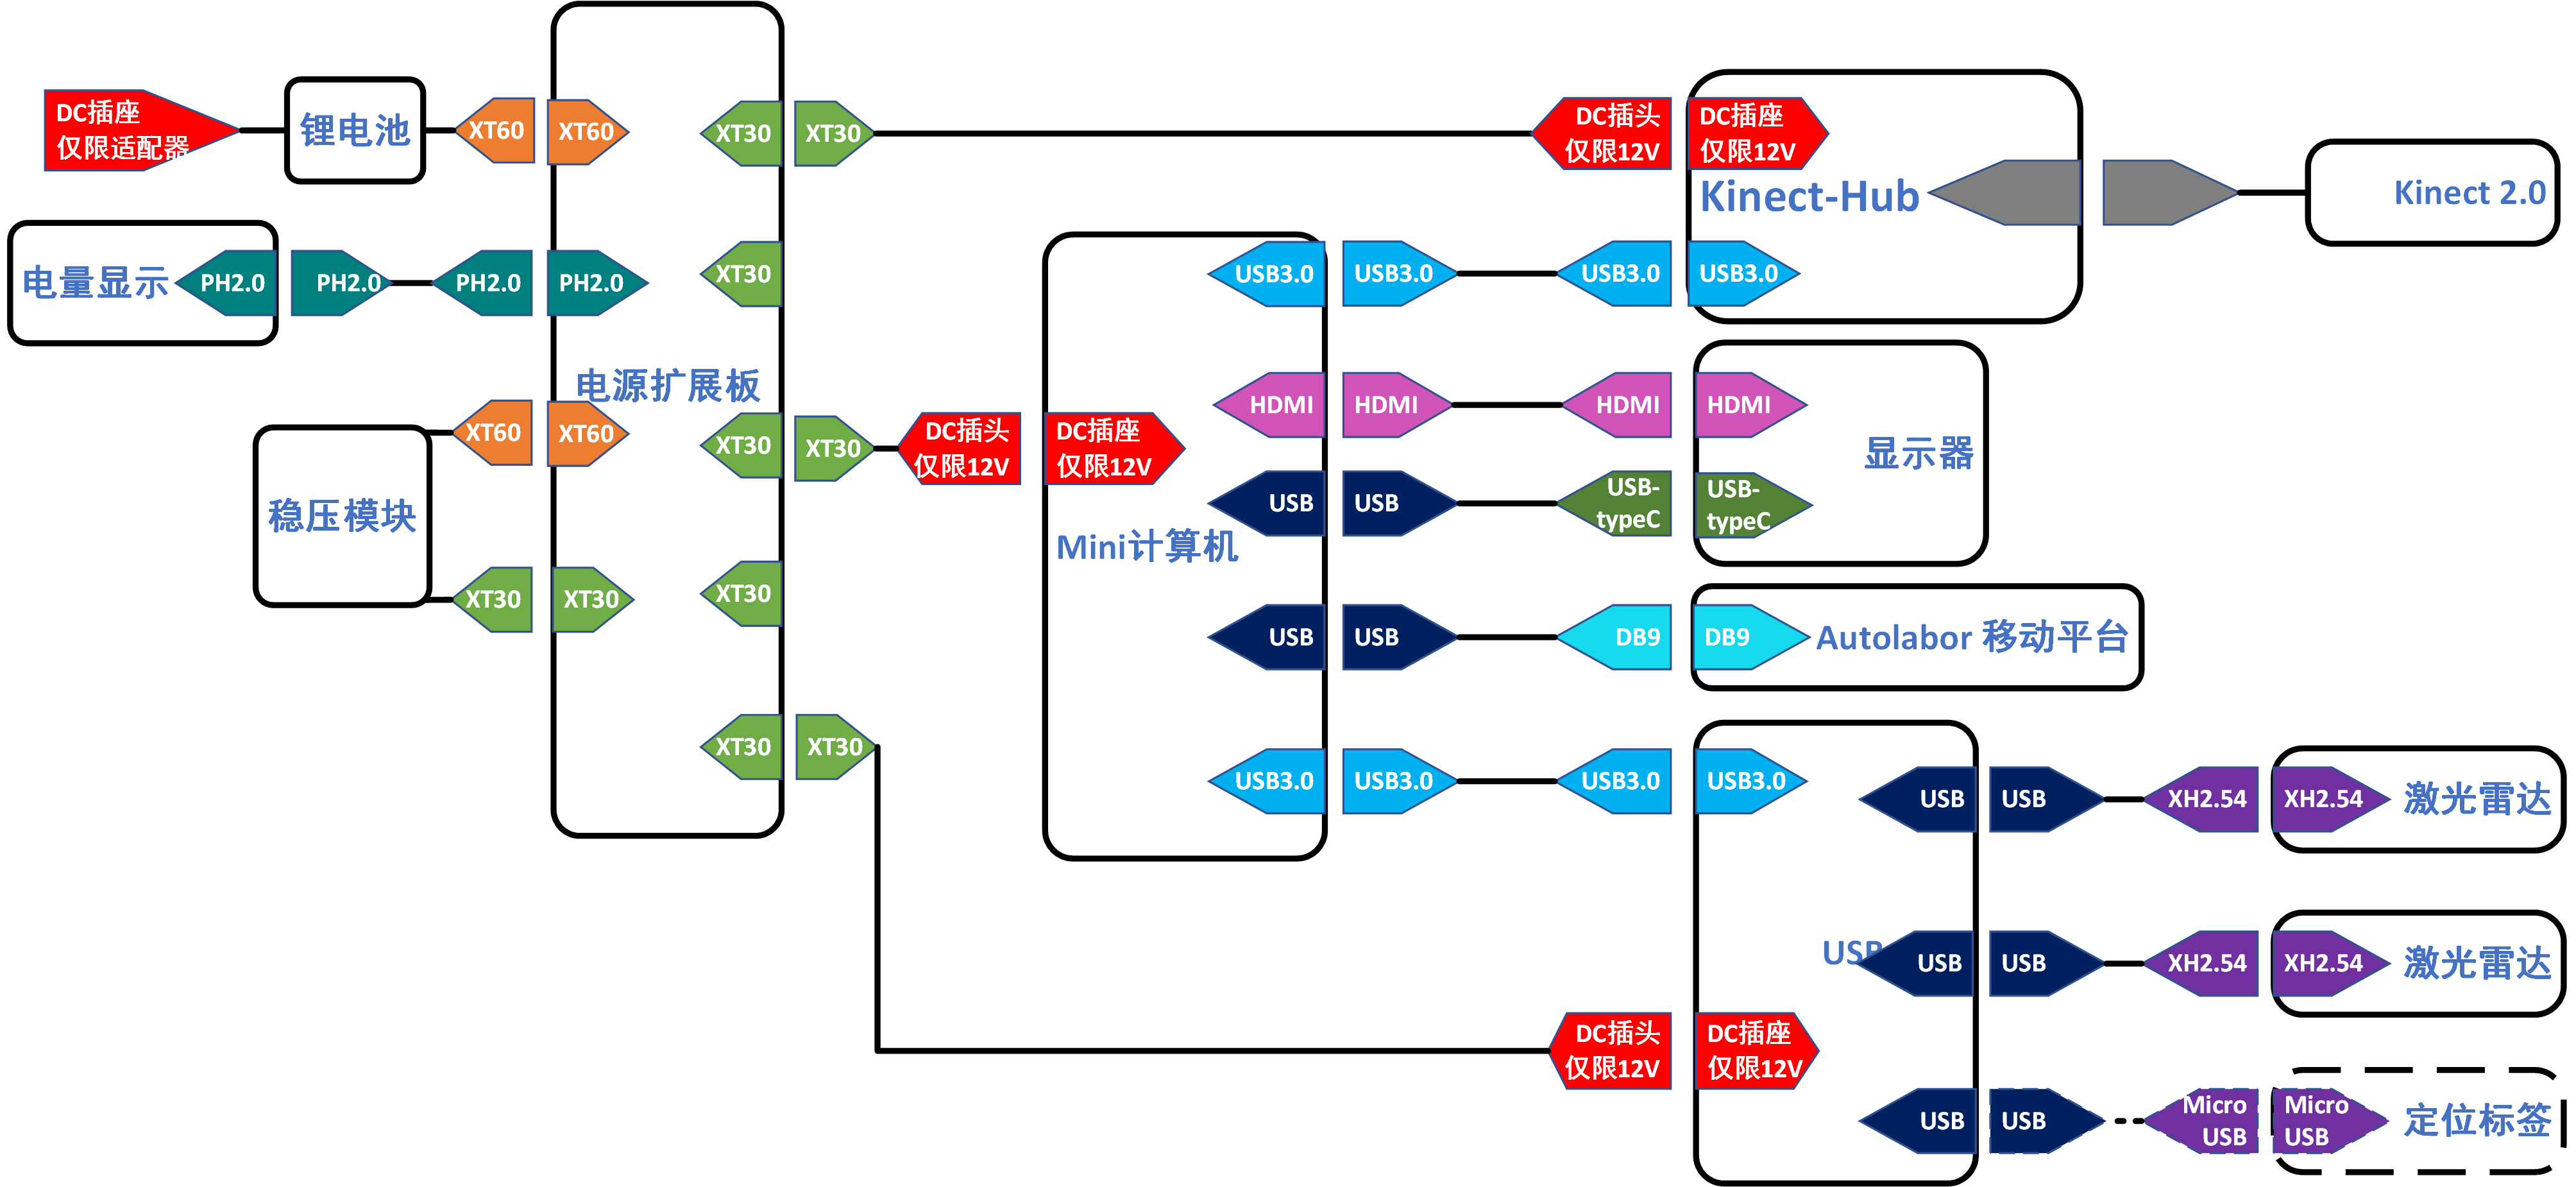 DC插座
仅限适配器
锂电池
XT60
XT60
XT30
XT30
DC插头
仅限12V
DC插座
仅限12V
Kinect-Hub
Kinect 2.0
电量显示
PH2.0
PH2.0
PH2.0
PH2.0
XT30
USB3.0
USB3.0
USB3.0
USB3.0
电源扩展板
HDMI
HDMI
HDMI
HDMI
显示器
XT60
XT60
XT30
XT30
DC插头
仅限12V
DC插座
仅限12V
稳压模块
USB
USB
USB-
typeC
USB-
typeC
Mini计算机
XT30
XT30
XT30
USB
USB
DB9
DB9
Autolabor 移动平台
XT30
XT30
USB3.0
USB3.0
USB3.0
USB3.0
USB
USB
XH2.54
XH2.54
激光雷达
USB
USB
USB
XH2.54
XH2.54
激光雷达
DC插头
仅限12V
DC插座
仅限12V
USB
USB
Micro
USB
Micro
USB
定位标签